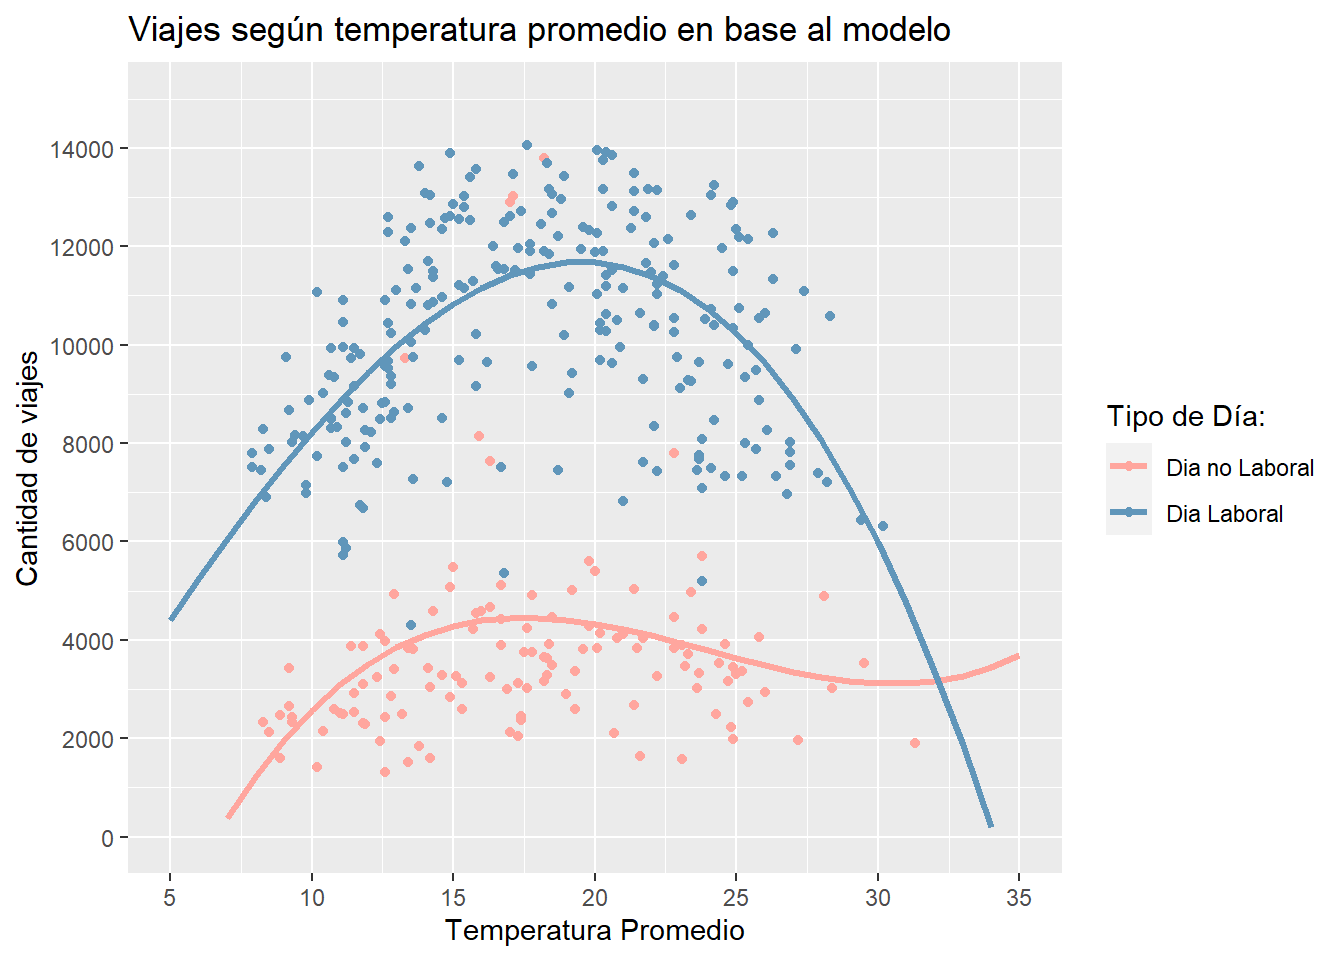 Viajes según temperatura promedio en base al modelo
14000
12000
10000
8000
6000
4000
2000
0
Cantidad de viajes
5 10 15 20 25 30 35
Temperatura Promedio
Tipo de Día:
Dia no Laboral
Dia Laboral